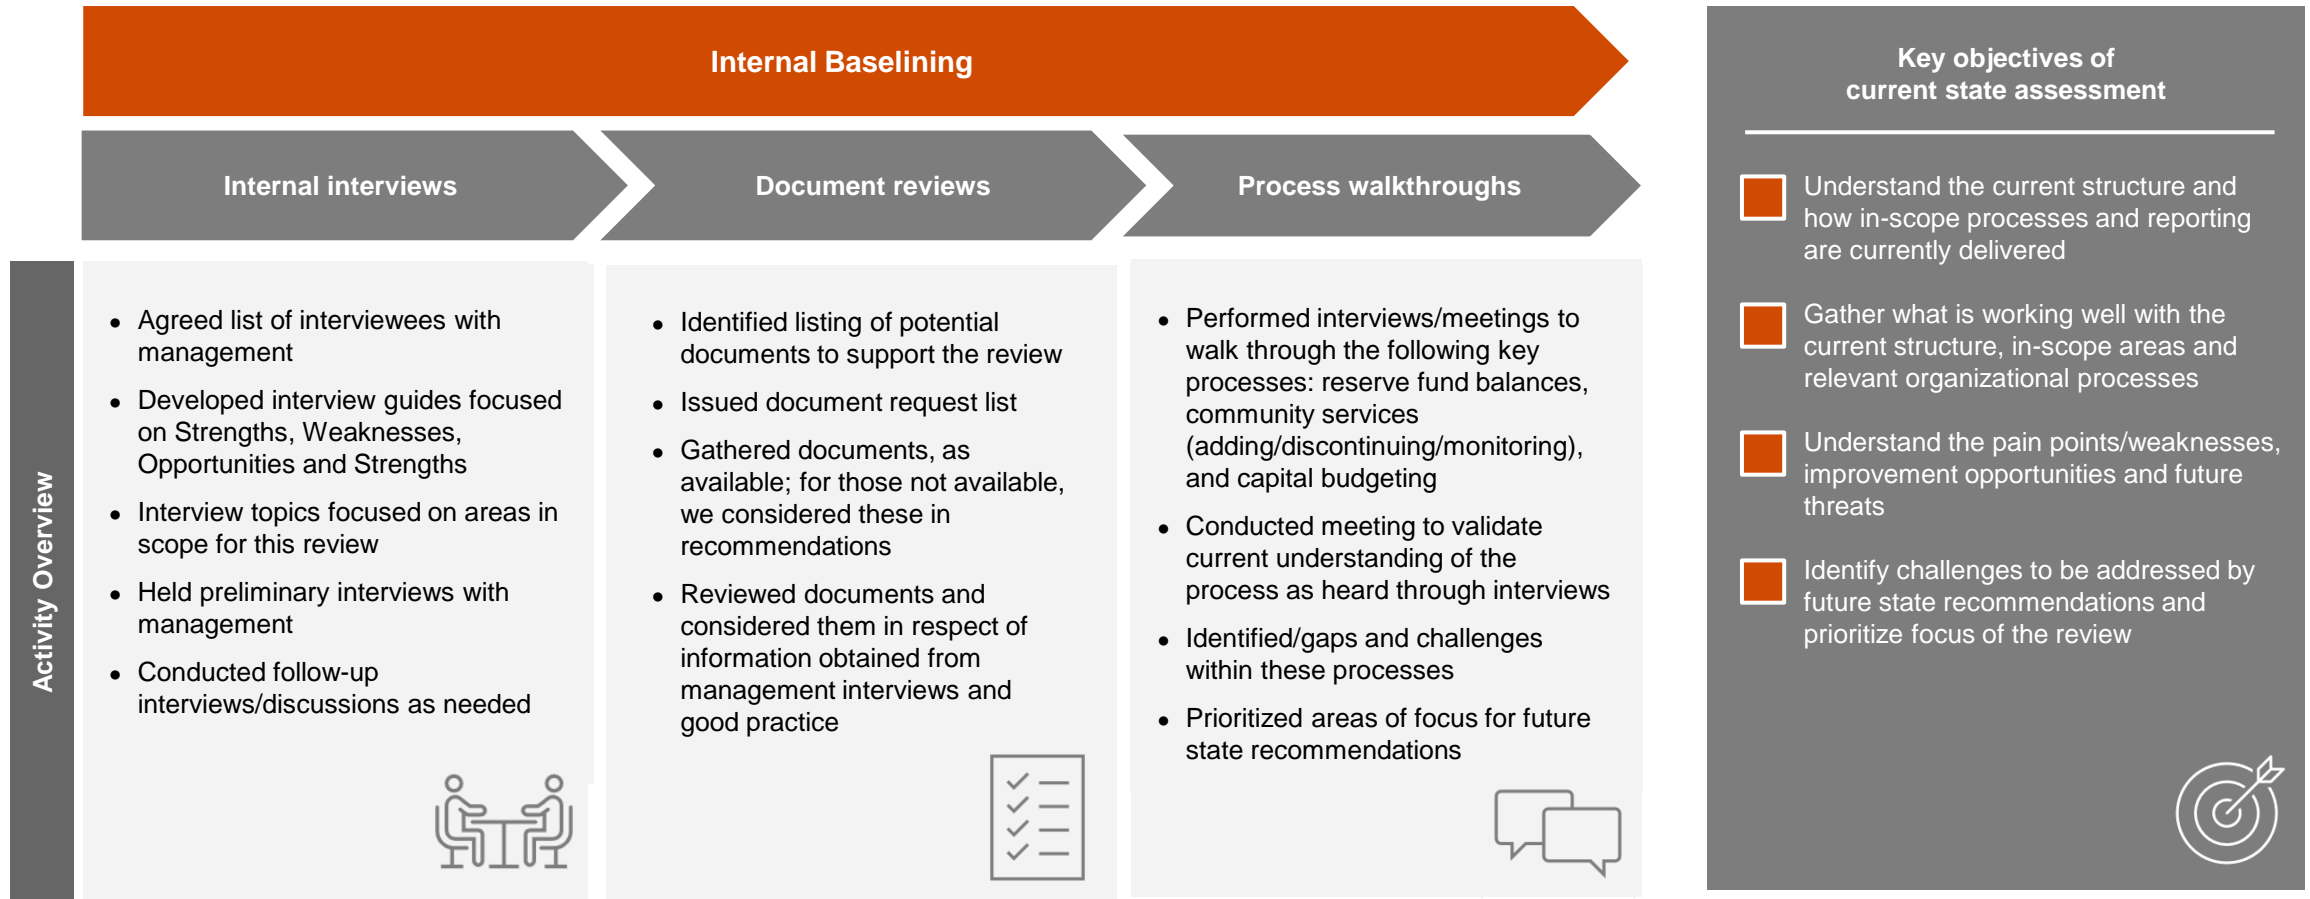 Internal Baselining
Internal interviews
Document reviews
Process walkthroughs
Activity Overview
• Agreed list of interviewees with
management
• Developed interview guides focused
on Strengths, Weaknesses,
Opportunities and Strengths
• Interview topics focused on areas in
scope for this review
• Held preliminary interviews with
management
• Conducted follow-up
interviews/discussions as needed
• Identified listing of potential
documents to support the review
• Issued document request list
• Gathered documents, as
available; for those not available,
we considered these in
recommendations
• Reviewed documents and
considered them in respect of
information obtained from
management interviews and
good practice
• Performed interviews/meetings to
walk through the following key
processes: reserve fund balances,
community services
(adding/discontinuing/monitoring),
and capital budgeting
• Conducted meeting to validate
current understanding of the
process as heard through interviews
• Identified/gaps and challenges
within these processes
• Prioritized areas of focus for future
state recommendations
Key objectives of
current state assessment
Understand the current structure and
how in-scope processes and reporting
are currently delivered
Gather what is working well with the
current structure, in-scope areas and
relevant organizational processes
Understand the pain points/weaknesses,
improvement opportunities and future
threats
Identify challenges to be addressed by
future state recommendations and
prioritize focus of the review